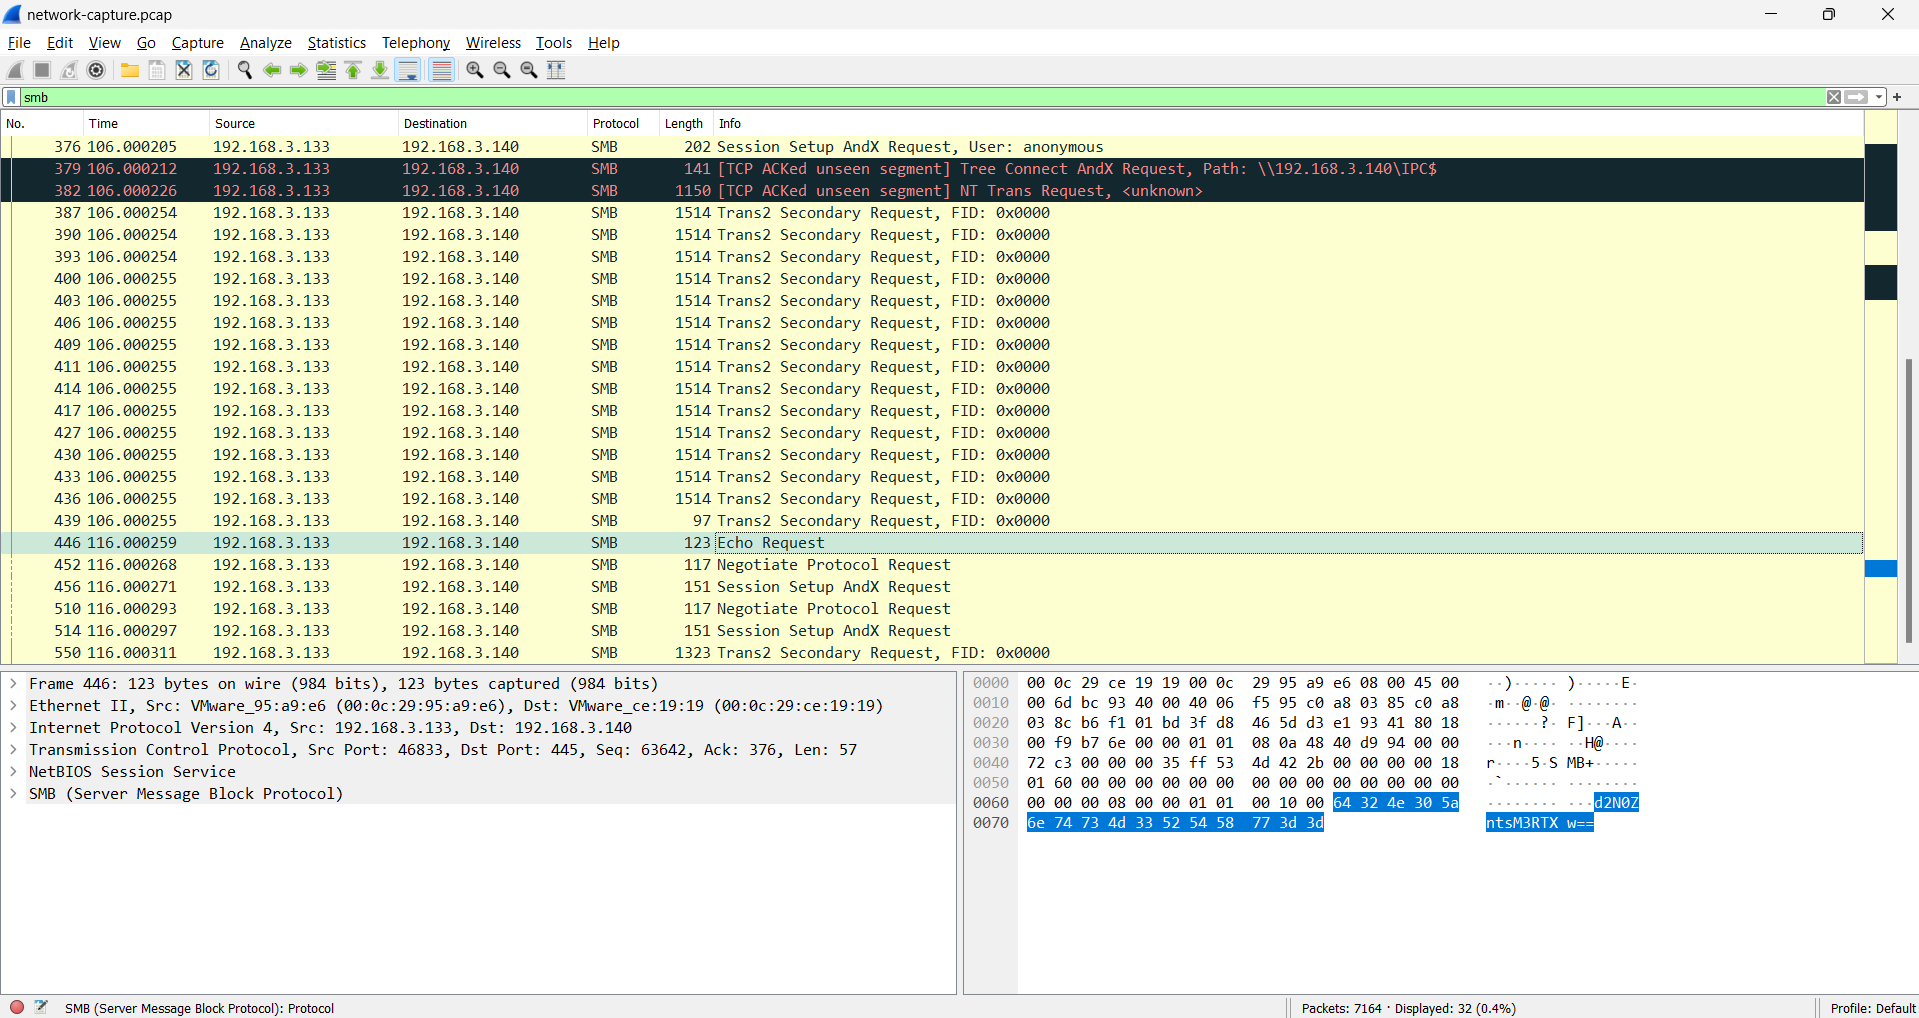 network-capture.pcap
File Edit View Go Capture Analyze Statistics Telephony Wireless Tools Help
smb
No. Time Source Destination Protocol Length Info
376 106.000205 192.168.3.133 192.168.3.140 SMB 202 Session Setup AndX Request, User: anonymous
379 106.000212 192.168.3.133 192.168.3.140 SMB 141 [TCP ACKed unseen segment] Tree Connect AndX Request, Path: \\192.168.3.140\IPC$
382 106.000226 192.168.3.133 192.168.3.140 SMB 1150 [TCP ACKed unseen segment] NT Trans Request, <unknown>
387 106.000254 192.168.3.133 192.168.3.140 SMB 1514 Trans2 Secondary Request, FID: 0x0000
390 106.000254 192.168.3.133 192.168.3.140 SMB 1514 Trans2 Secondary Request, FID: 0x0000
393 106.000254 192.168.3.133 192.168.3.140 SMB 1514 Trans2 Secondary Request, FID: 0x0000
400 106.000255 192.168.3.133 192.168.3.140 SMB 1514 Trans2 Secondary Request, FID: 0x0000
403 106.000255 192.168.3.133 192.168.3.140 SMB 1514 Trans2 Secondary Request, FID: 0x0000
406 106.000255 192.168.3.133 192.168.3.140 SMB 1514 Trans2 Secondary Request, FID: 0x0000
409 106.000255 192.168.3.133 192.168.3.140 SMB 1514 Trans2 Secondary Request, FID: 0x0000
411 106.000255 192.168.3.133 192.168.3.140 SMB 1514 Trans2 Secondary Request, FID: 0x0000
414 106.000255 192.168.3.133 192.168.3.140 SMB 1514 Trans2 Secondary Request, FID: 0x0000
417 106.000255 192.168.3.133 192.168.3.140 SMB 1514 Trans2 Secondary Request, FID: 0x0000
427 106.000255 192.168.3.133 192.168.3.140 SMB 1514 Trans2 Secondary Request, FID: 0x0000
430 106.000255 192.168.3.133 192.168.3.140 SMB 1514 Trans2 Secondary Request, FID: 0x0000
433 106.000255 192.168.3.133 192.168.3.140 SMB 1514 Trans2 Secondary Request, FID: 0x0000
436 106.000255 192.168.3.133 192.168.3.140 SMB 1514 Trans2 Secondary Request, FID: 0x0000
439 106.000255 192.168.3.133 192.168.3.140 SMB 97 Trans2 Secondary Request, FID: 0x0000
446 116.000259 192.168.3.133 192.168.3.140 SMB 123 Echo Request
452 116.000268 192.168.3.133 192.168.3.140 SMB 117 Negotiate Protocol Request
456 116.000271 192.168.3.133 192.168.3.140 SMB 151 Session Setup AndX Request
510 116.000293 192.168.3.133 192.168.3.140 SMB 117 Negotiate Protocol Request
514 116.000297 192.168.3.133 192.168.3.140 SMB 151 Session Setup AndX Request
550 116.000311 192.168.3.133 192.168.3.140 SMB 1323 Trans2 Secondary Request, FID: 0x0000
Frame 446: 123 bytes on wire (984 bits), 123 bytes captured (984 bits)
Ethernet II, Src: VMware_95:a9:e6 (00:0c:29:95:a9:e6), Dst: VMware_ce:19:19 (00:0c:29:ce:19:19)
Internet Protocol Version 4, Src: 192.168.3.133, Dst: 192.168.3.140
Transmission Control Protocol, Src Port: 46833, Dst Port: 445, Seq: 63642, Ack: 376, Len: 57
NetBIOS Session Service
SMB (Server Message Block Protocol)
0000 00 0c 29 ce 19 19 00 0c 29 95 a9 e6 08 00 45 00 ··)····· )·····E·
0010 00 6d bc 93 40 00 40 06 f5 95 c0 a8 03 85 c0 a8 ·m··@·@· ········
0020 03 8c b6 f1 01 bd 3f d8 46 5d d3 e1 93 41 80 18 ······?· F]···A··
0030 00 f9 b7 6e 00 00 01 01 08 0a 48 40 d9 94 00 00 ···n···· ··H@····
0040 72 c3 00 00 00 35 ff 53 4d 42 2b 00 00 00 00 18 r····5·S MB+·····
0050 01 60 00 00 00 00 00 00 00 00 00 00 00 00 00 00 ·`······ ········
0060 00 00 00 08 00 00 01 01 00 10 00 64 32 4e 30 5a ········ ···d2N0Z
0070 6e 74 73 4d 33 52 54 58 77 3d 3d ntsM3RTX w==
SMB (Server Message Block Protocol): Protocol
Packets: 7164 · Displayed: 32 (0.4%)
Profile: Default